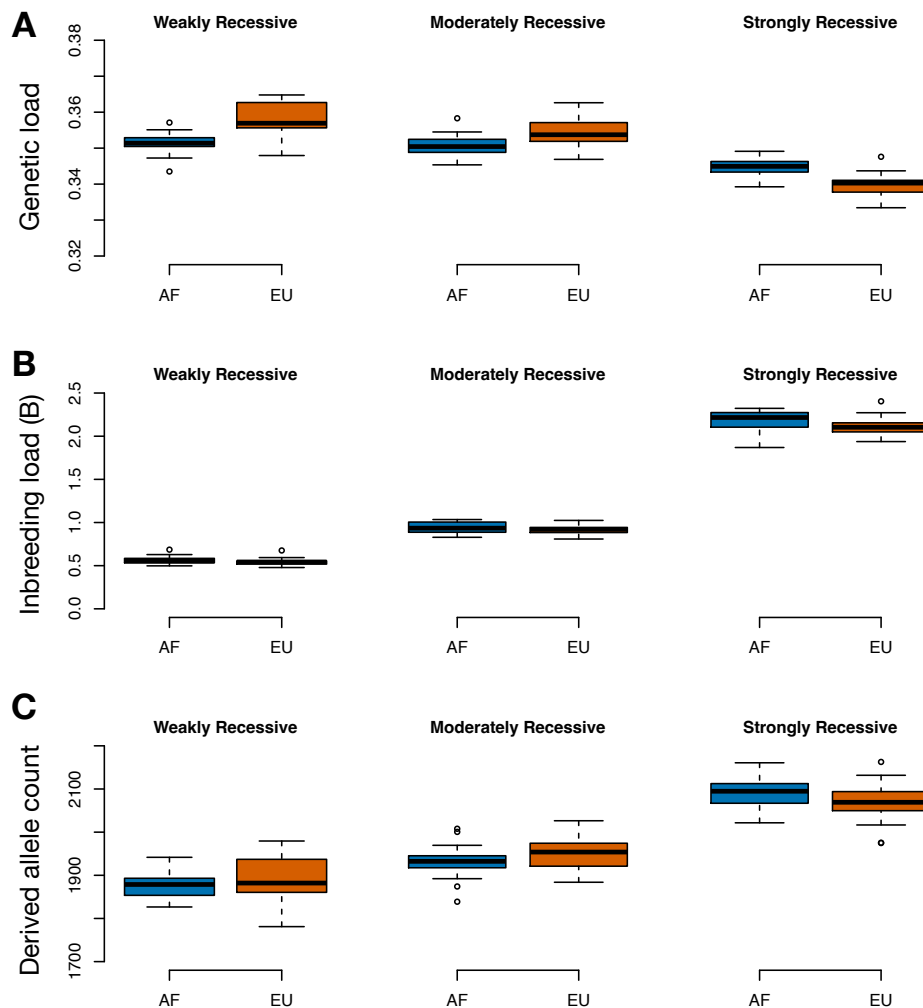 A
Weakly Recessive
Moderately Recessive
Strongly Recessive
Genetic load
0.38
0.36
0.34
0.32
AF
EU
AF
EU
AF
EU
B
Weakly Recessive
Moderately Recessive
Strongly Recessive
Inbreeding load (B)
2.5
2.0
1.5
1.0
0.5
0.0
AF
EU
AF
EU
AF
EU
C
Weakly Recessive
Moderately Recessive
Strongly Recessive
Derived allele count
2100
1900
1700
AF
EU
AF
EU
AF
EU